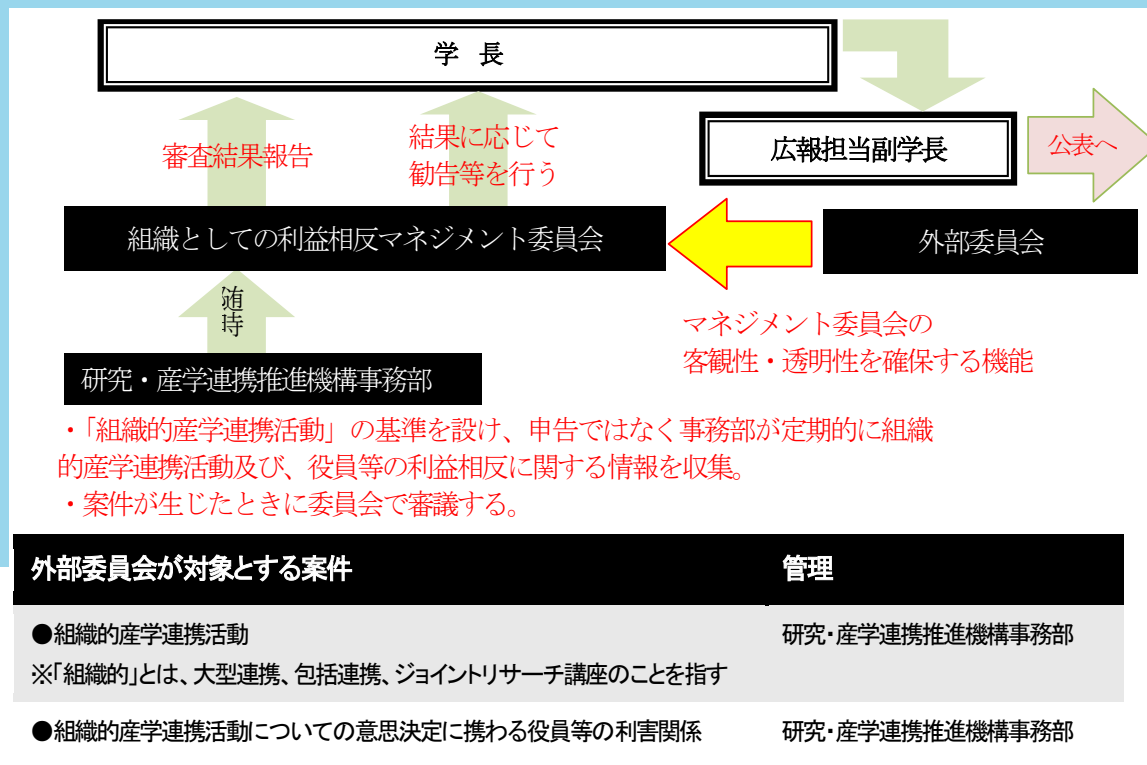 学 長
審査結果報告
結果に応じて
勧告等を行う
広報担当副学長
公表へ
組織としての利益相反マネジメント委員会
外部委員会
随時
マネジメント委員会の
客観性・透明性を確保する機能
研究・産学連携推進機構事務部
・「組織的産学連携活動」の基準を設け、申告ではなく事務部が定期的に組織
的産学連携活動及び、役員等の利益相反に関する情報を収集。
・案件が生じたときに委員会で審議する。
外部委員会が対象とする案件 管理
●組織的産学連携活動 研究・産学連携推進機構事務部
※「組織的」とは、大型連携、包括連携、ジョイントリサーチ講座のことを指す
●組織的産学連携活動についての意思決定に携わる役員等の利害関係 研究・産学連携推進機構事務部